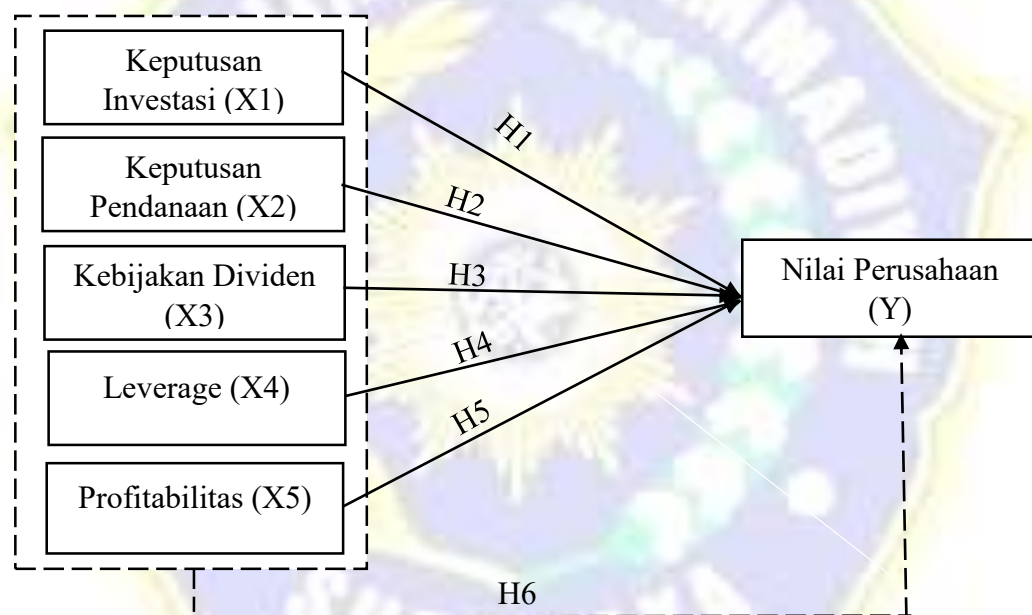 Keputusan
Investasi (X1)
Keputusan
Pendanaan (X2)
Kebijakan Dividen
(X3)
Leverage (X4)
Profitabilitas (X5)
H1
H2
H3
H4
H5
Nilai Perusahaan
(Y)
H6